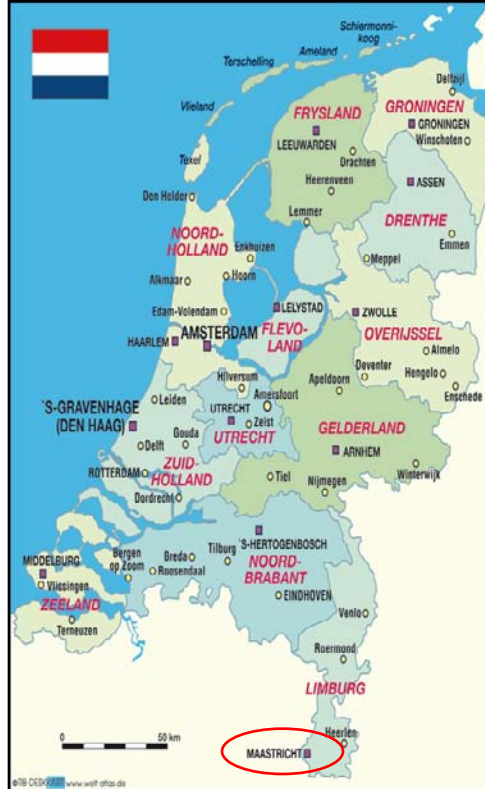 Schiermonni-
koog
Ameland
Terschelling
Vlieland
Texel
Delfzijl
GRONINGEN
GRONINGEN
Winschoten
FRYSLAND
LEEUWARDEN
Drachten
Heerenveen
ASSEN
Den Helder
Lemmer
DRENTHE
Emmen
NOORD-
HOLLAND
Enkhuizen
Meppel
Alkmaar
Hoorn
Edam-Volendam
LELYSTAD
ZWOLLE
FLEVO-
LAND
OVERIJSSEL
HAARLEM
AMSTERDAM
Almelo
Hilversum
Amersfoort
Apeldoorn
Deventer
Hengelo
Enschede
Leiden
UTRECHT
Zeist
`S-GRAVENHAGE
(DEN HAAG)
Gouda
UTRECHT
GELDERLAND
Delft
ARNHEM
ROTTERDAM
ZUID-
HOLLAND
Tiel
Winterwijk
Dordrecht
Nijmegen
`S-HERTOGENBOSCH
MIDDELBURG
Bergen
op Zoom
Breda
Roosendaal
Tilburg
NOORD-
BRABANT
Vlissingen
EINDHOVEN
ZEELAND
Terneuzen
Venlo
Roermond
LIMBURG
Heerlen
MAASTRICHT
0
50 km
www.welt-atlas.de